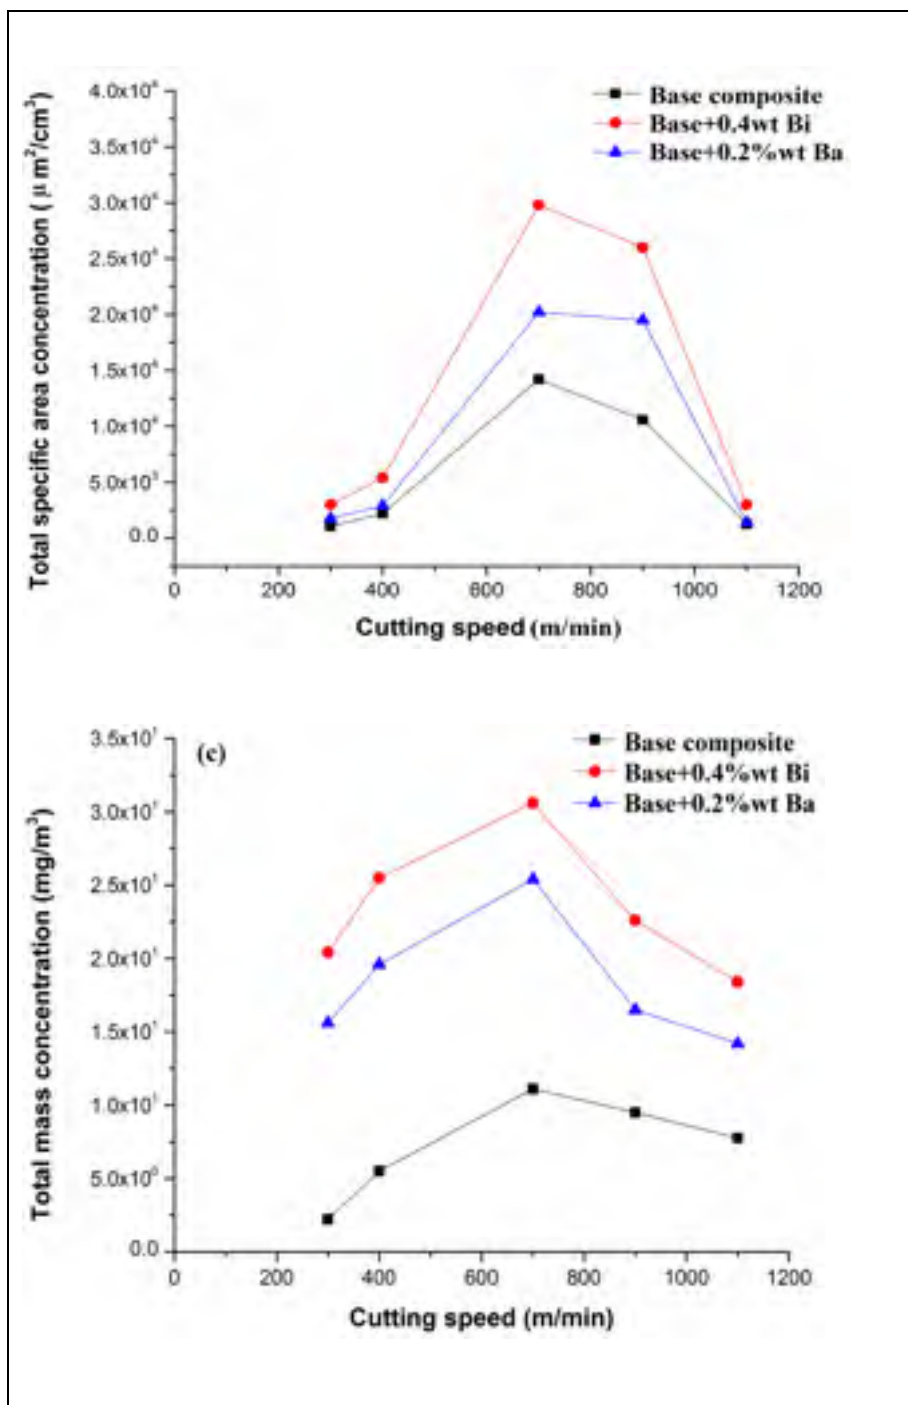 Total specific area concentration (μm²/cm³)
4.0x10⁴
3.5x10⁴
3.0x10⁴
2.5x10⁴
2.0x10⁴
1.5x10⁴
1.0x10⁴
5.0x10³
0.0
Base composite
Base+0.4wt Bi
Base+0.2%wt Ba
0 200 400 600 800 1000 1200
Cutting speed (m/min)
Total mass concentration (mg/m³)
3.5x10¹
3.0x10¹
2.5x10¹
2.0x10¹
1.5x10¹
1.0x10¹
5.0x10⁰
0.0
(c)
Base composite
Base+0.4%wt Bi
Base+0.2%wt Ba
0 200 400 600 800 1000 1200
Cutting speed (m/min)